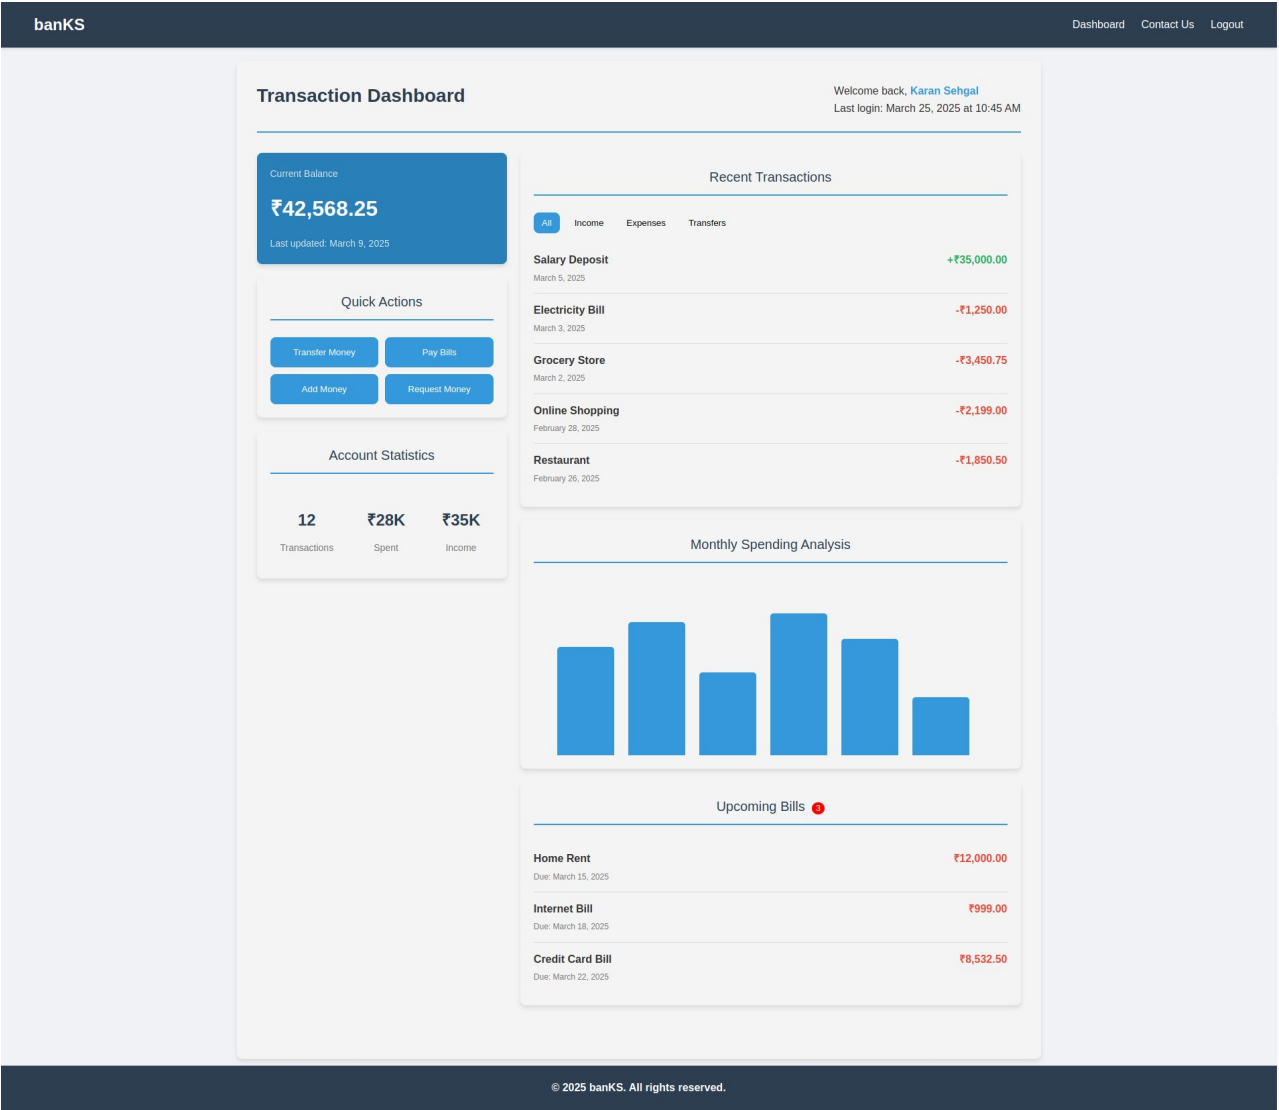 banKS
Dashboard Contact Us Logout
Transaction Dashboard
Welcome back, Karan Sehgal
Last login: March 25, 2025 at 10:45 AM
Current Balance
₹42,568.25
Last updated: March 9, 2025
Quick Actions
Transfer Money Pay Bills
Add Money Request Money
Account Statistics
12 ₹28K ₹35K
Transactions Spent Income
Recent Transactions
All Income Expenses Transfers
Salary Deposit +₹35,000.00
March 5, 2025
Electricity Bill -₹1,250.00
March 3, 2025
Grocery Store -₹3,450.75
March 2, 2025
Online Shopping -₹2,199.00
February 28, 2025
Restaurant -₹1,850.50
February 26, 2025
Monthly Spending Analysis
Upcoming Bills 3
Home Rent ₹12,000.00
Due: March 15, 2025
Internet Bill ₹999.00
Due: March 18, 2025
Credit Card Bill ₹8,532.50
Due: March 22, 2025
© 2025 banKS. All rights reserved.